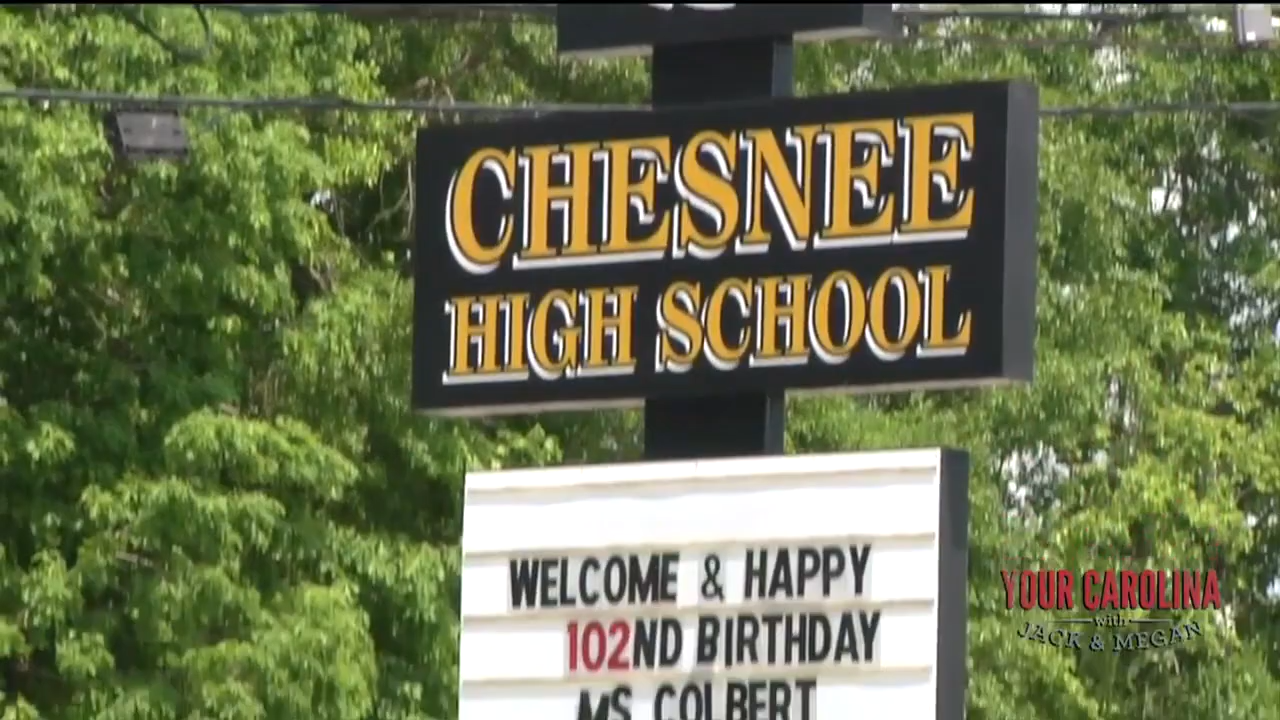 CHESNEE
HIGH SCHOOL
WELCOME & HAPPY
102ND BIRTHDAY
MS. COLBERT
YOUR CAROLINA
with
JACK & MEGAN